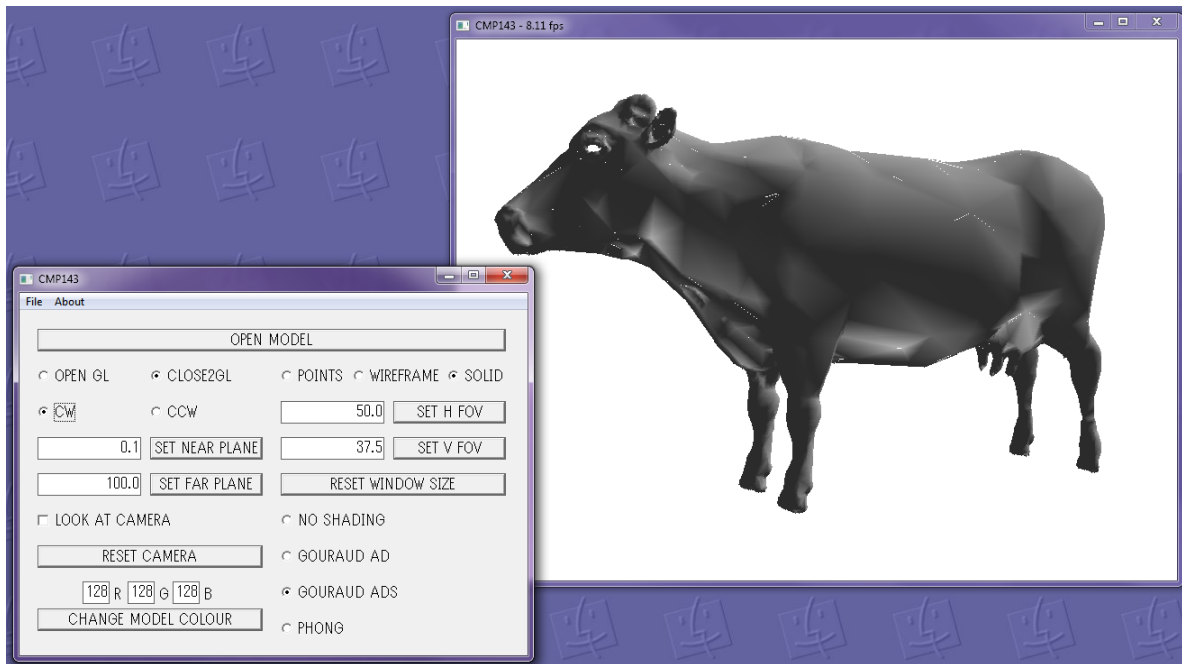 CMP143 - 8.11 fps
CMP143
File About
OPEN MODEL
OPEN GL CLOSE2GL POINTS WIREFRAME SOLID
CW CCW 50.0 SET H FOV
0.1 SET NEAR PLANE 37.5 SET V FOV
100.0 SET FAR PLANE RESET WINDOW SIZE
LOOK AT CAMERA NO SHADING
RESET CAMERA GOURAUD AD
128 R 128 G 128 B GOURAUD ADS
CHANGE MODEL COLOUR PHONG